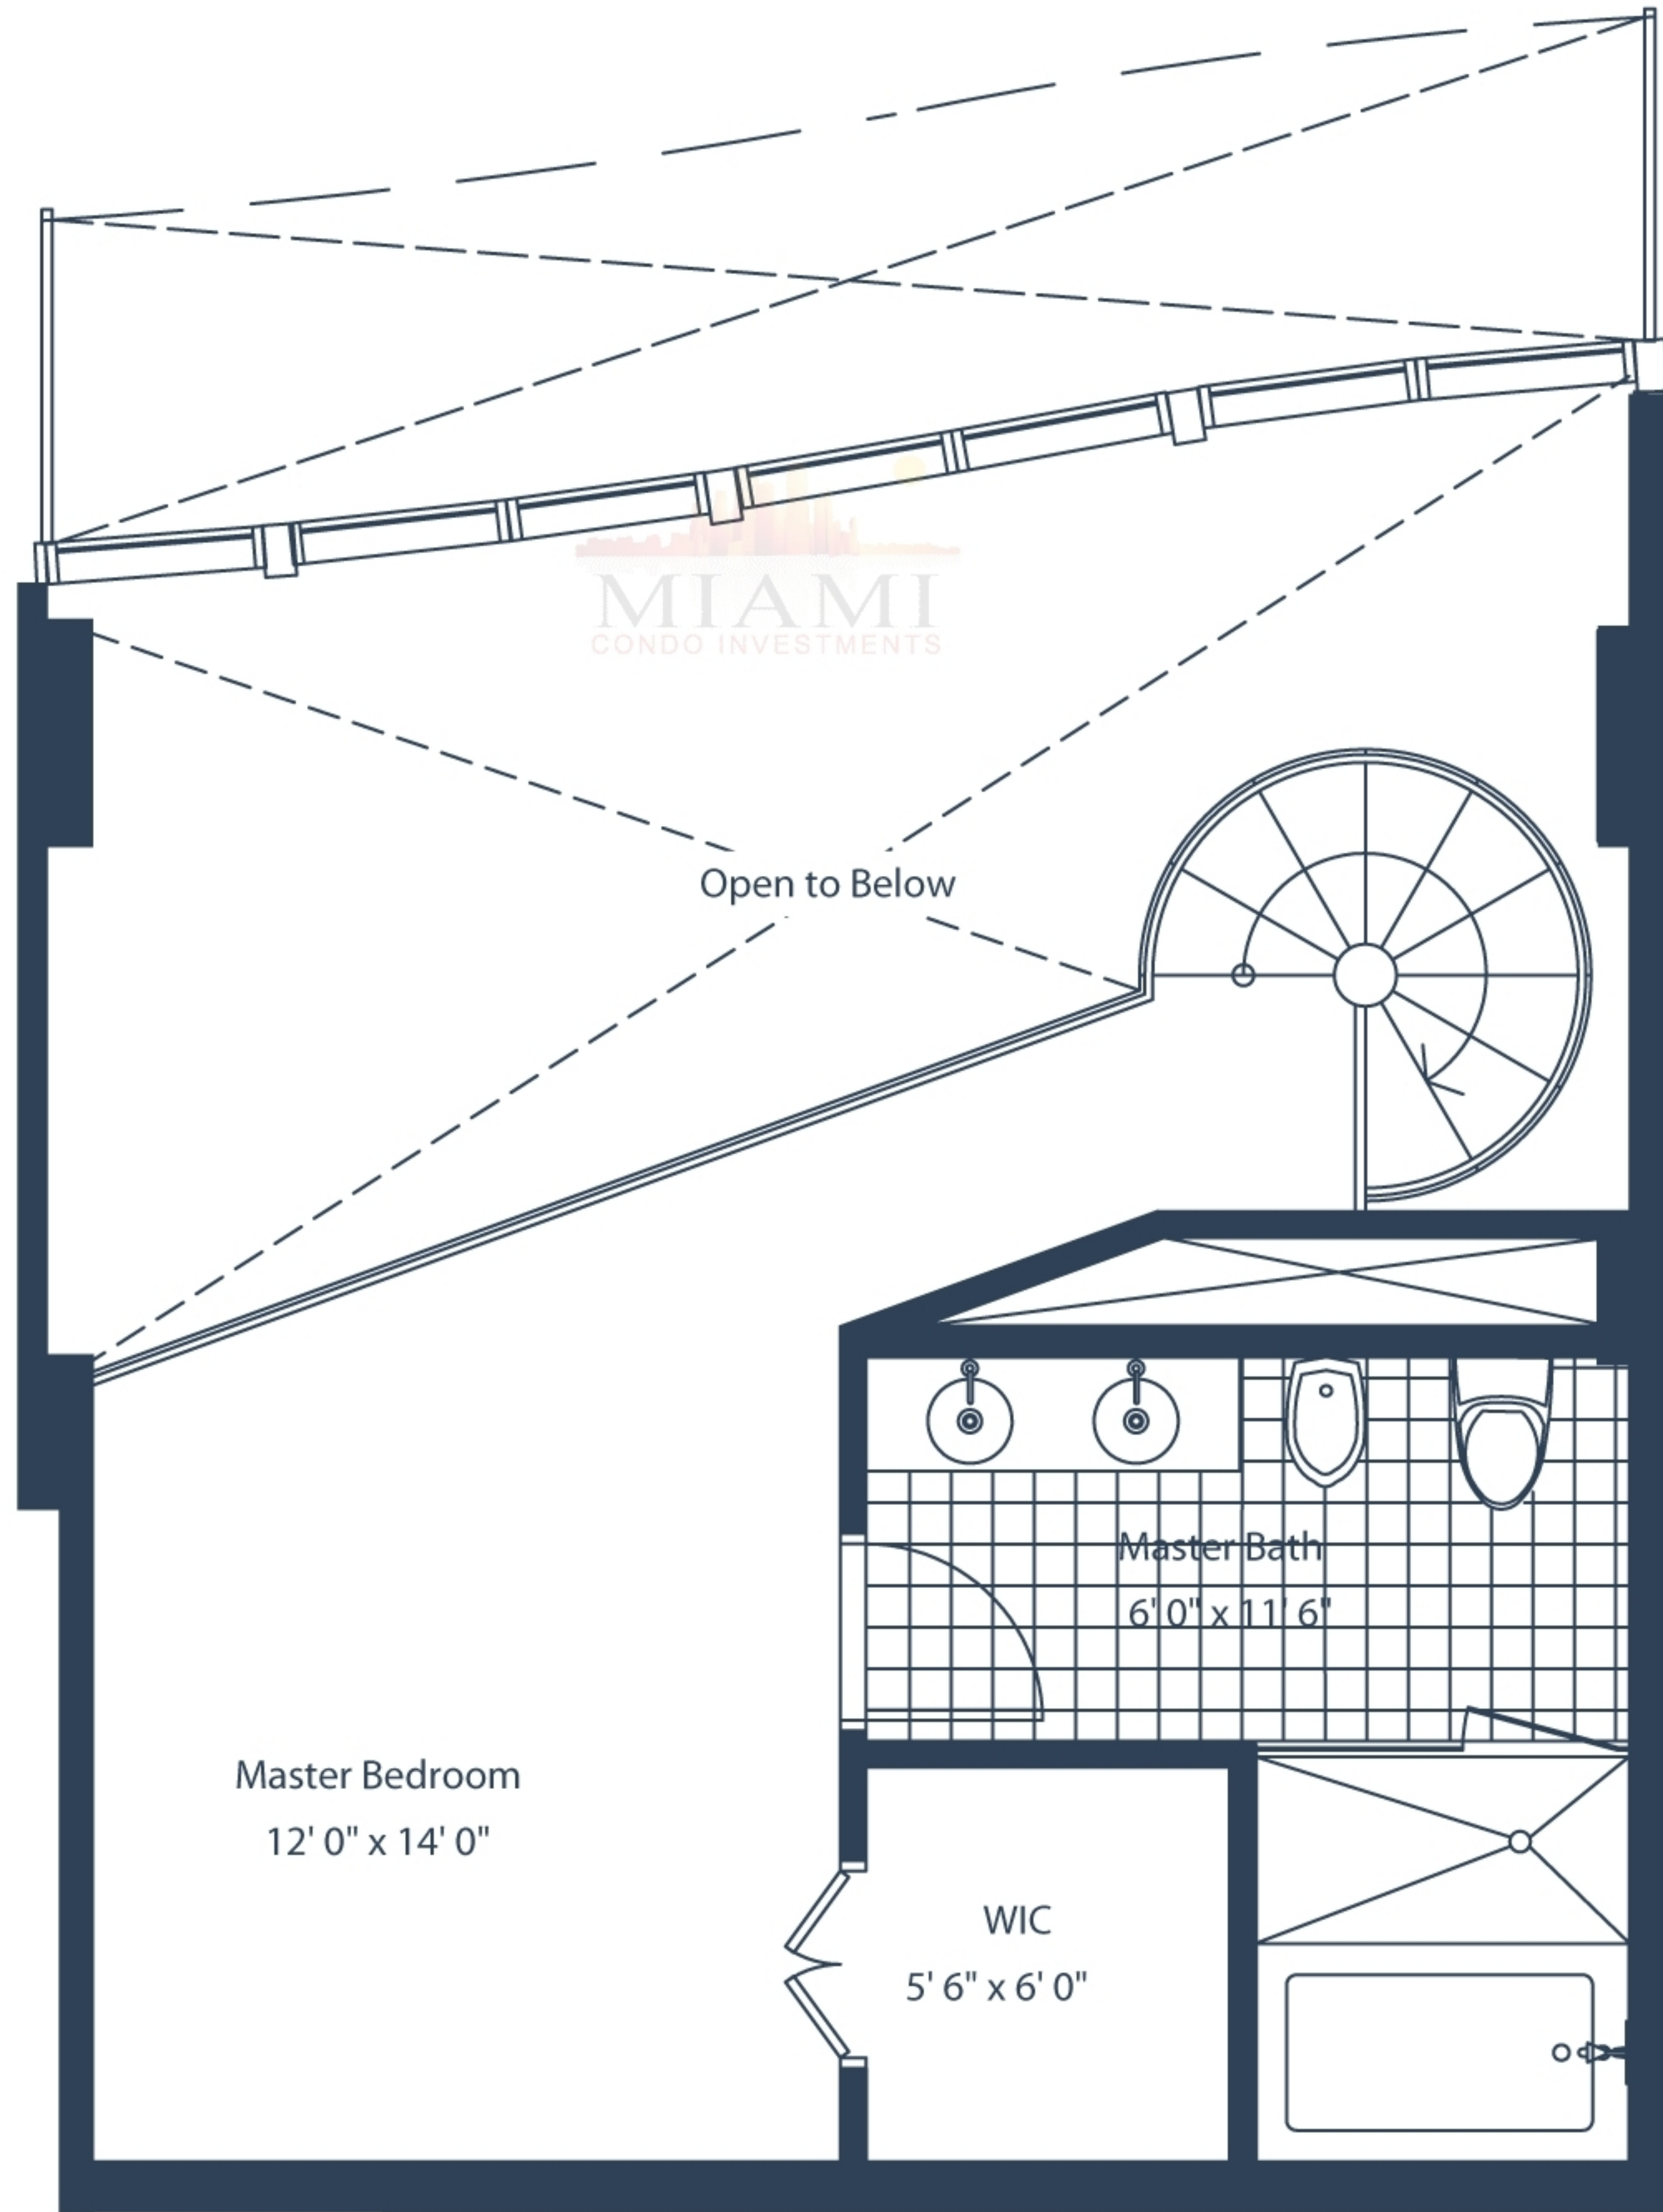 MIAMI
CONDO INVESTMENTS
Open to Below
Master Bath
6' 0" x 11' 6"
Master Bedroom
12' 0" x 14' 0"
WIC
5' 6" x 6' 0"